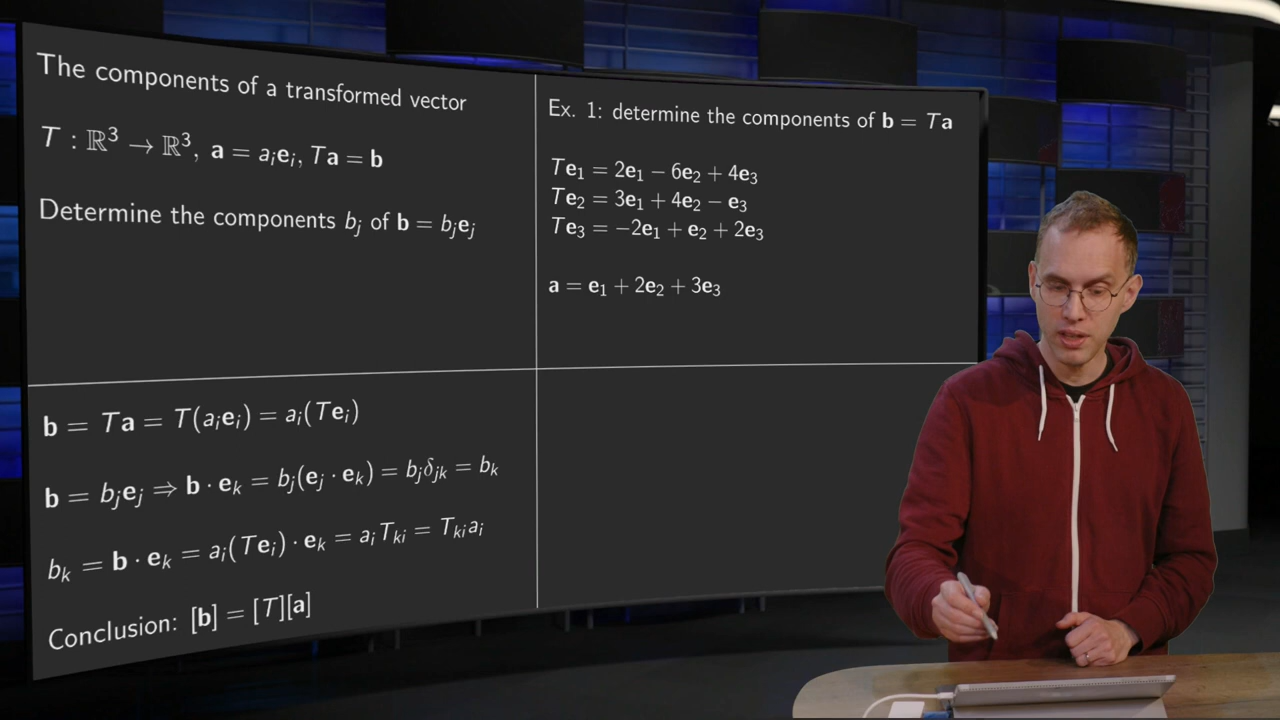 The components of a transformed vector
T : ℝ³ → ℝ³, a = aᵢeᵢ, Ta = b
Determine the components bⱼ of b = bⱼeⱼ
b = Ta = T(aᵢeᵢ) = aᵢ(Teᵢ)
b = bⱼeⱼ ⇒ b · eₖ = bⱼ(eⱼ · eₖ) = bⱼδⱼₖ = bₖ
bₖ = b · eₖ = aᵢ(Teᵢ) · eₖ = aᵢTₖᵢ = Tₖᵢaᵢ
Conclusion: [b] = [T][a]
Ex. 1: determine the components of b = Ta
Te₁ = 2e₁ − 6e₂ + 4e₃
Te₂ = 3e₁ + 4e₂ − e₃
Te₃ = −2e₁ + e₂ + 2e₃
a = e₁ + 2e₂ + 3e₃